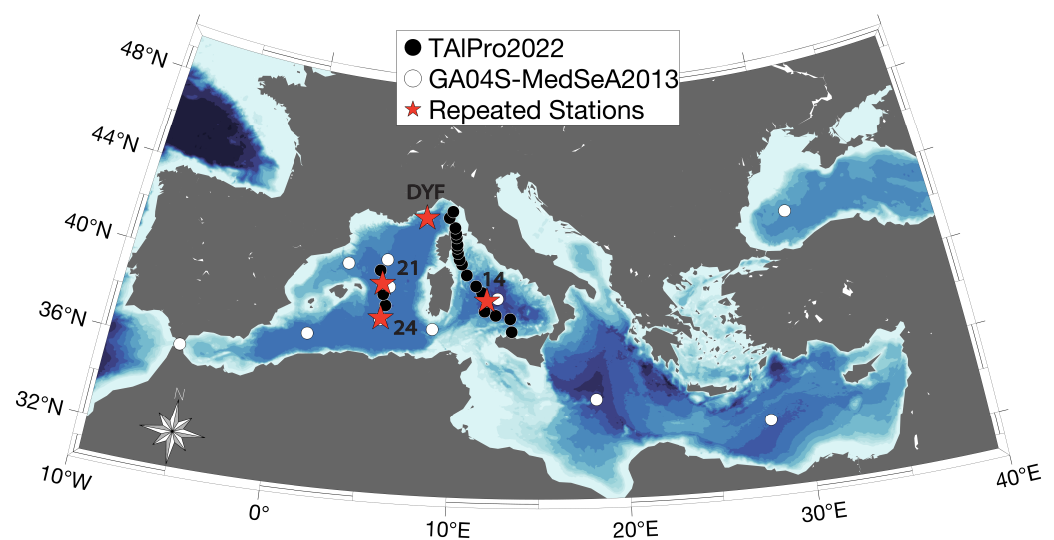 TAIPro2022
GA04S-MedSeA2013
Repeated Stations
48°N
44°N
40°N
36°N
32°N
DYF
21
14
24
N
10°W
0°
10°E
20°E
30°E
40°E